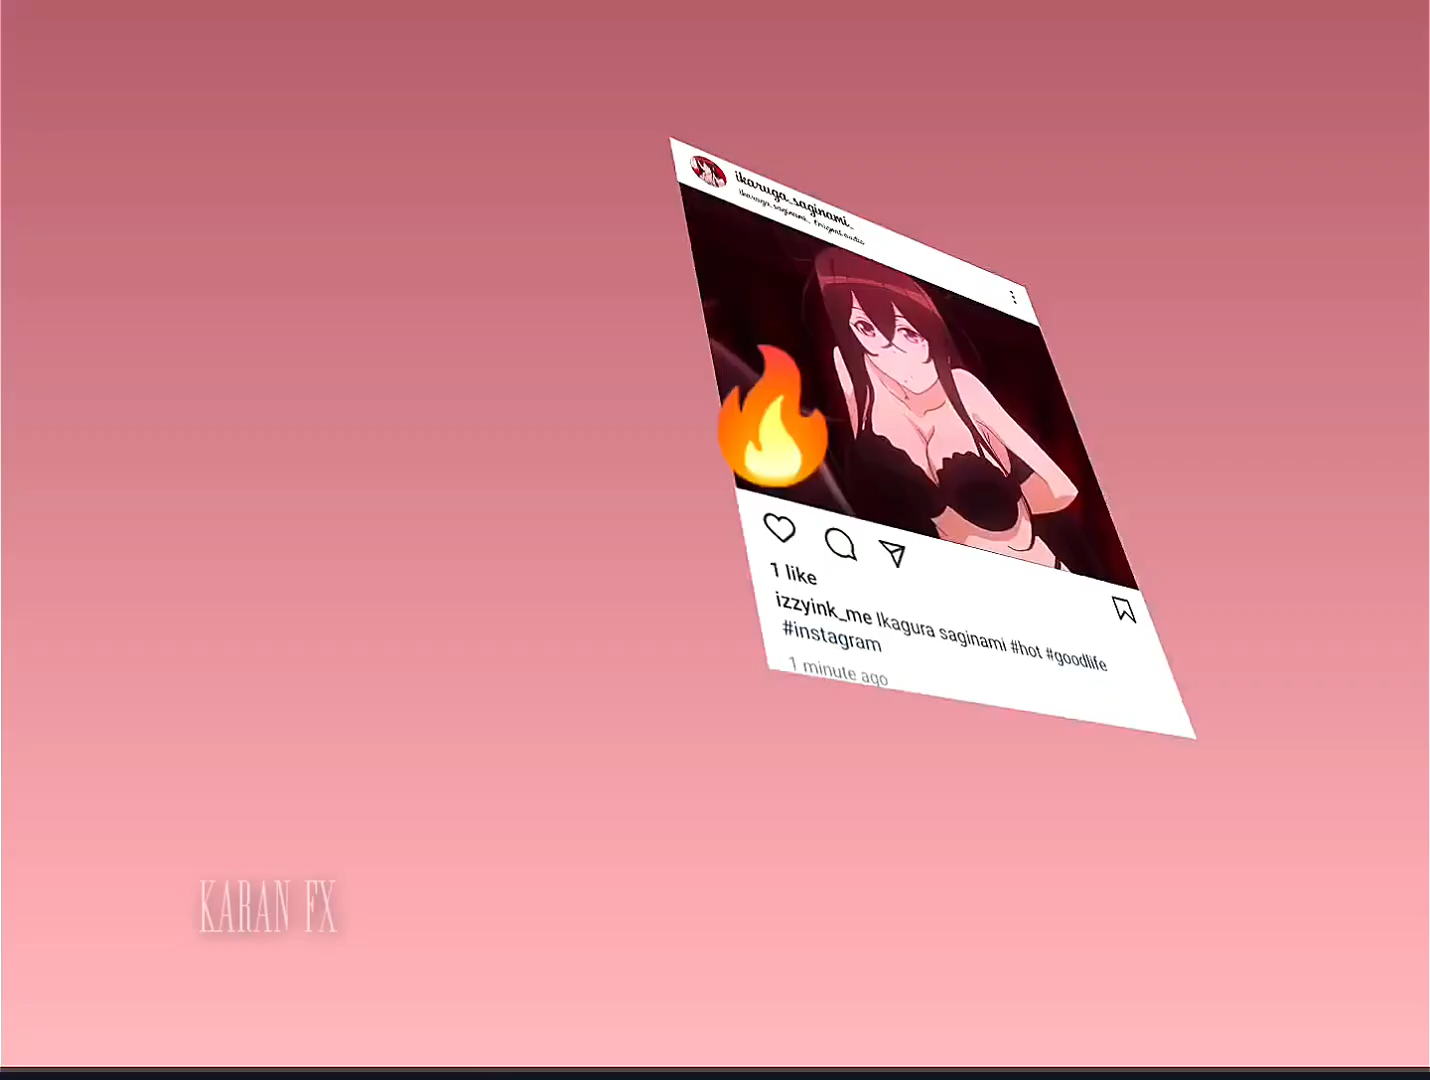 ikaruga_saginami_
1 like
izzyink_me Ikagura saginami #hot #goodlife
#instagram
1 minute ago
KARAN FX